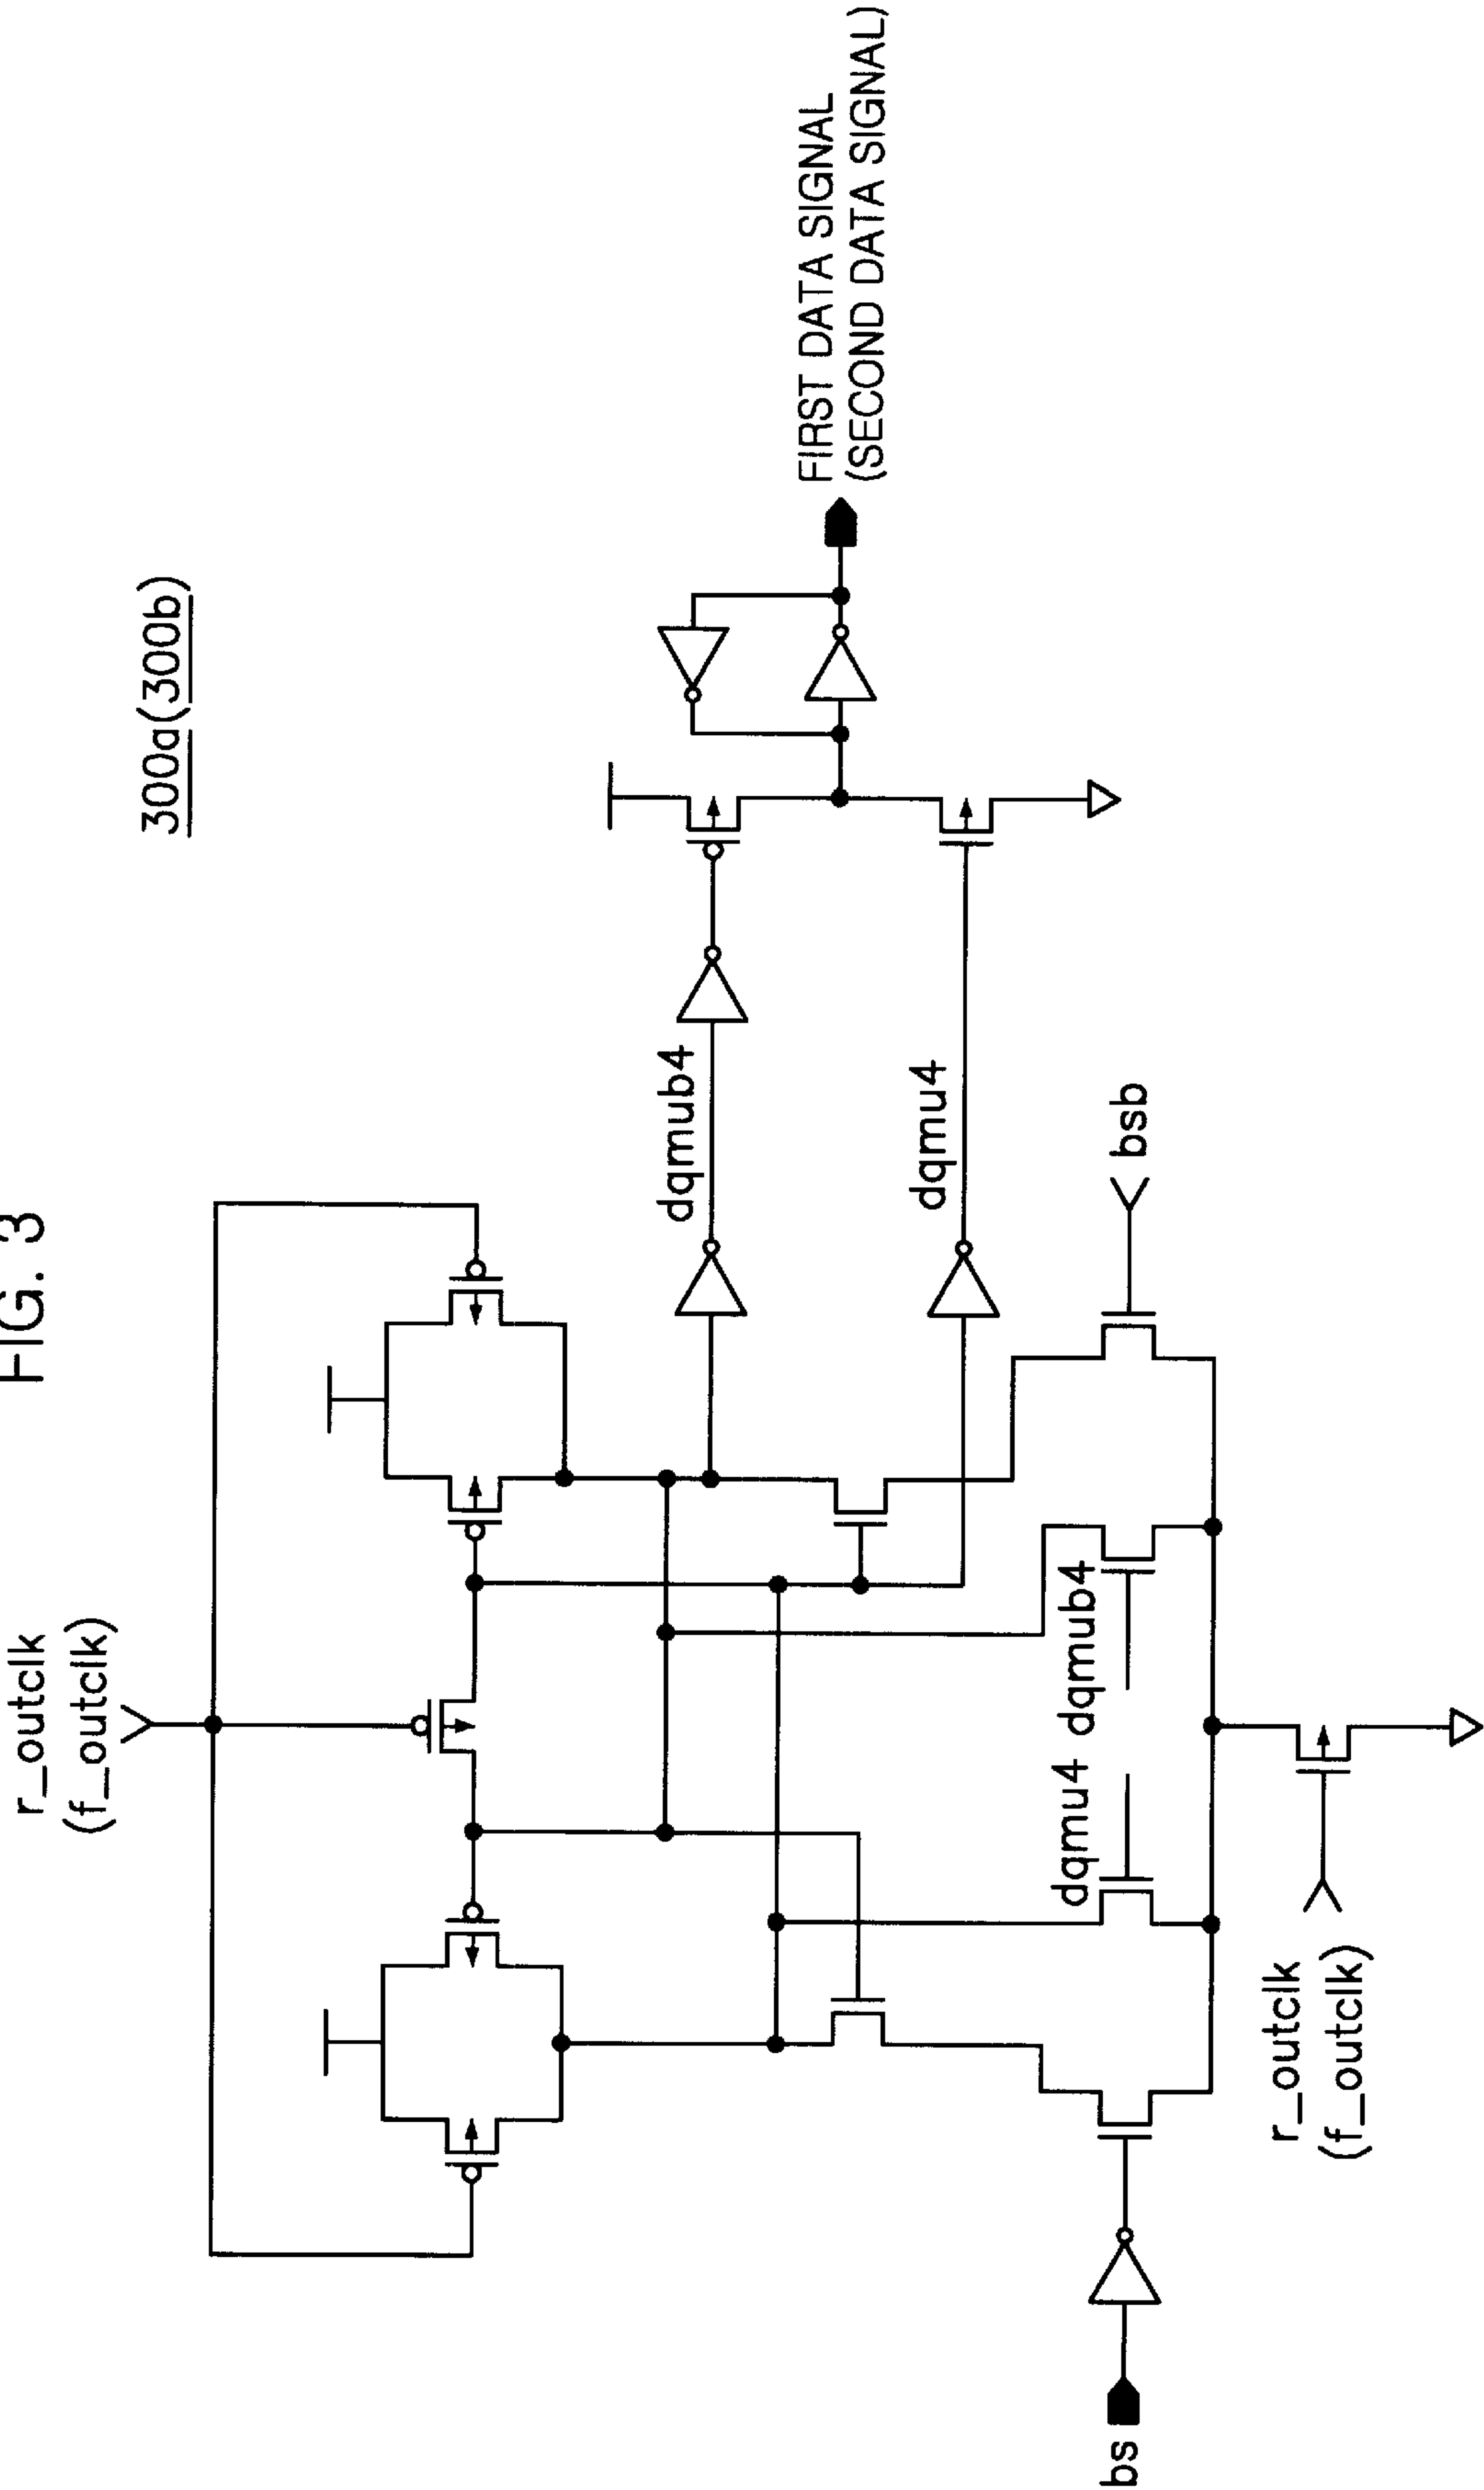 FIG. 3
300a(300b)
r_outclk
(f_outclk)
dqmub4
FIRST DATA SIGNAL
(SECOND DATA SIGNAL)
dqmu4
dqmu4
dqmub4
bsb
bs
r_outclk
(f_outclk)